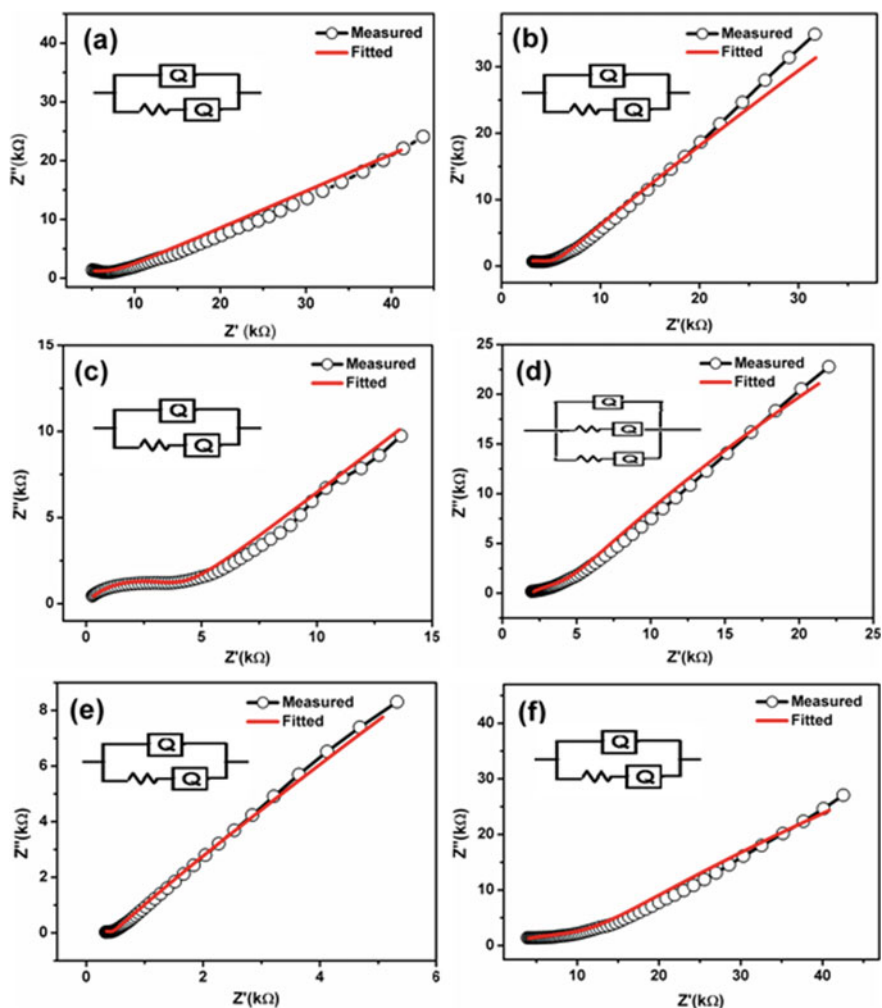 (a)
Measured
Fitted
Q
Q
40
30
20
10
0
Z''(kΩ)
10
20
30
40
Z' (kΩ)
(b)
Measured
Fitted
Q
Q
30
20
10
0
Z''(kΩ)
0
10
20
30
Z'(kΩ)
(c)
Measured
Fitted
Q
Q
15
10
5
0
Z''(kΩ)
0
5
10
15
Z'(kΩ)
(d)
Measured
Fitted
Q
Q
Q
25
20
15
10
5
0
Z''(kΩ)
0
5
10
15
20
25
Z'(kΩ)
(e)
Measured
Fitted
Q
Q
8
6
4
2
0
Z''(kΩ)
0
2
4
6
Z'(kΩ)
(f)
Measured
Fitted
Q
Q
40
30
20
10
0
Z''(kΩ)
0
10
20
30
40
Z'(kΩ)